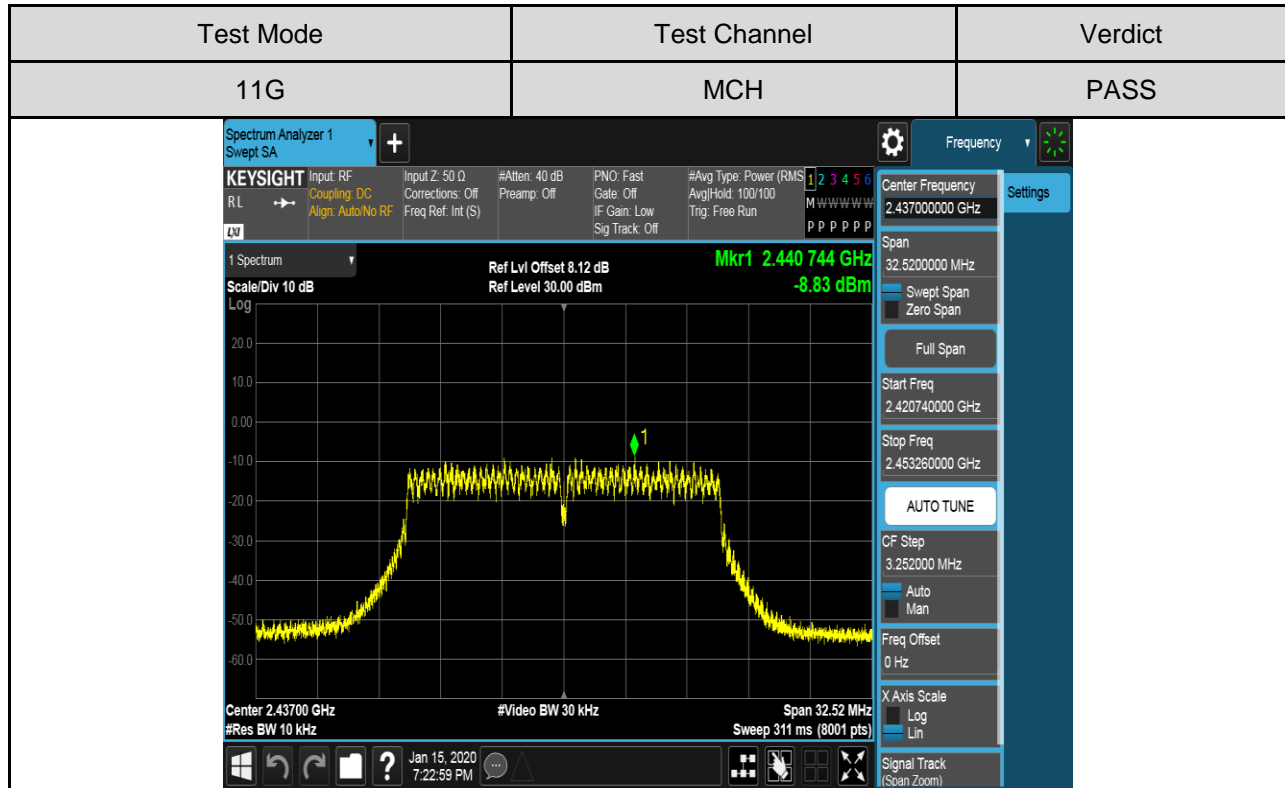 Test Mode Test Channel Verdict
11G MCH PASS
Spectrum Analyzer 1
Swept SA
+
Frequency
KEYSIGHT
R L
LXI
Input: RF
Coupling: DC
Align: Auto/No RF
Input Z: 50 Ω
Corrections: Off
Freq Ref: Int (S)
#Atten: 40 dB
Preamp: Off
PNO: Fast
Gate: Off
IF Gain: Low
Sig Track: Off
#Avg Type: Power (RMS
Avg|Hold: 100/100
Trig: Free Run
1 2 3 4 5 6
M W W W W W
P P P P P P
1 Spectrum
Scale/Div 10 dB
Ref Lvl Offset 8.12 dB
Ref Level 30.00 dBm
Mkr1 2.440 744 GHz
-8.83 dBm
Log
20.0
10.0
0.00
-10.0
-20.0
-30.0
-40.0
-50.0
-60.0
1
Center 2.43700 GHz
#Res BW 10 kHz
#Video BW 30 kHz
Span 32.52 MHz
Sweep 311 ms (8001 pts)
Center Frequency
2.437000000 GHz
Settings
Span
32.5200000 MHz
Swept Span
Zero Span
Full Span
Start Freq
2.420740000 GHz
Stop Freq
2.453260000 GHz
AUTO TUNE
CF Step
3.252000 MHz
Auto
Man
Freq Offset
0 Hz
X Axis Scale
Log
Lin
Signal Track
(Span Zoom)
?
Jan 15, 2020
7:22:59 PM